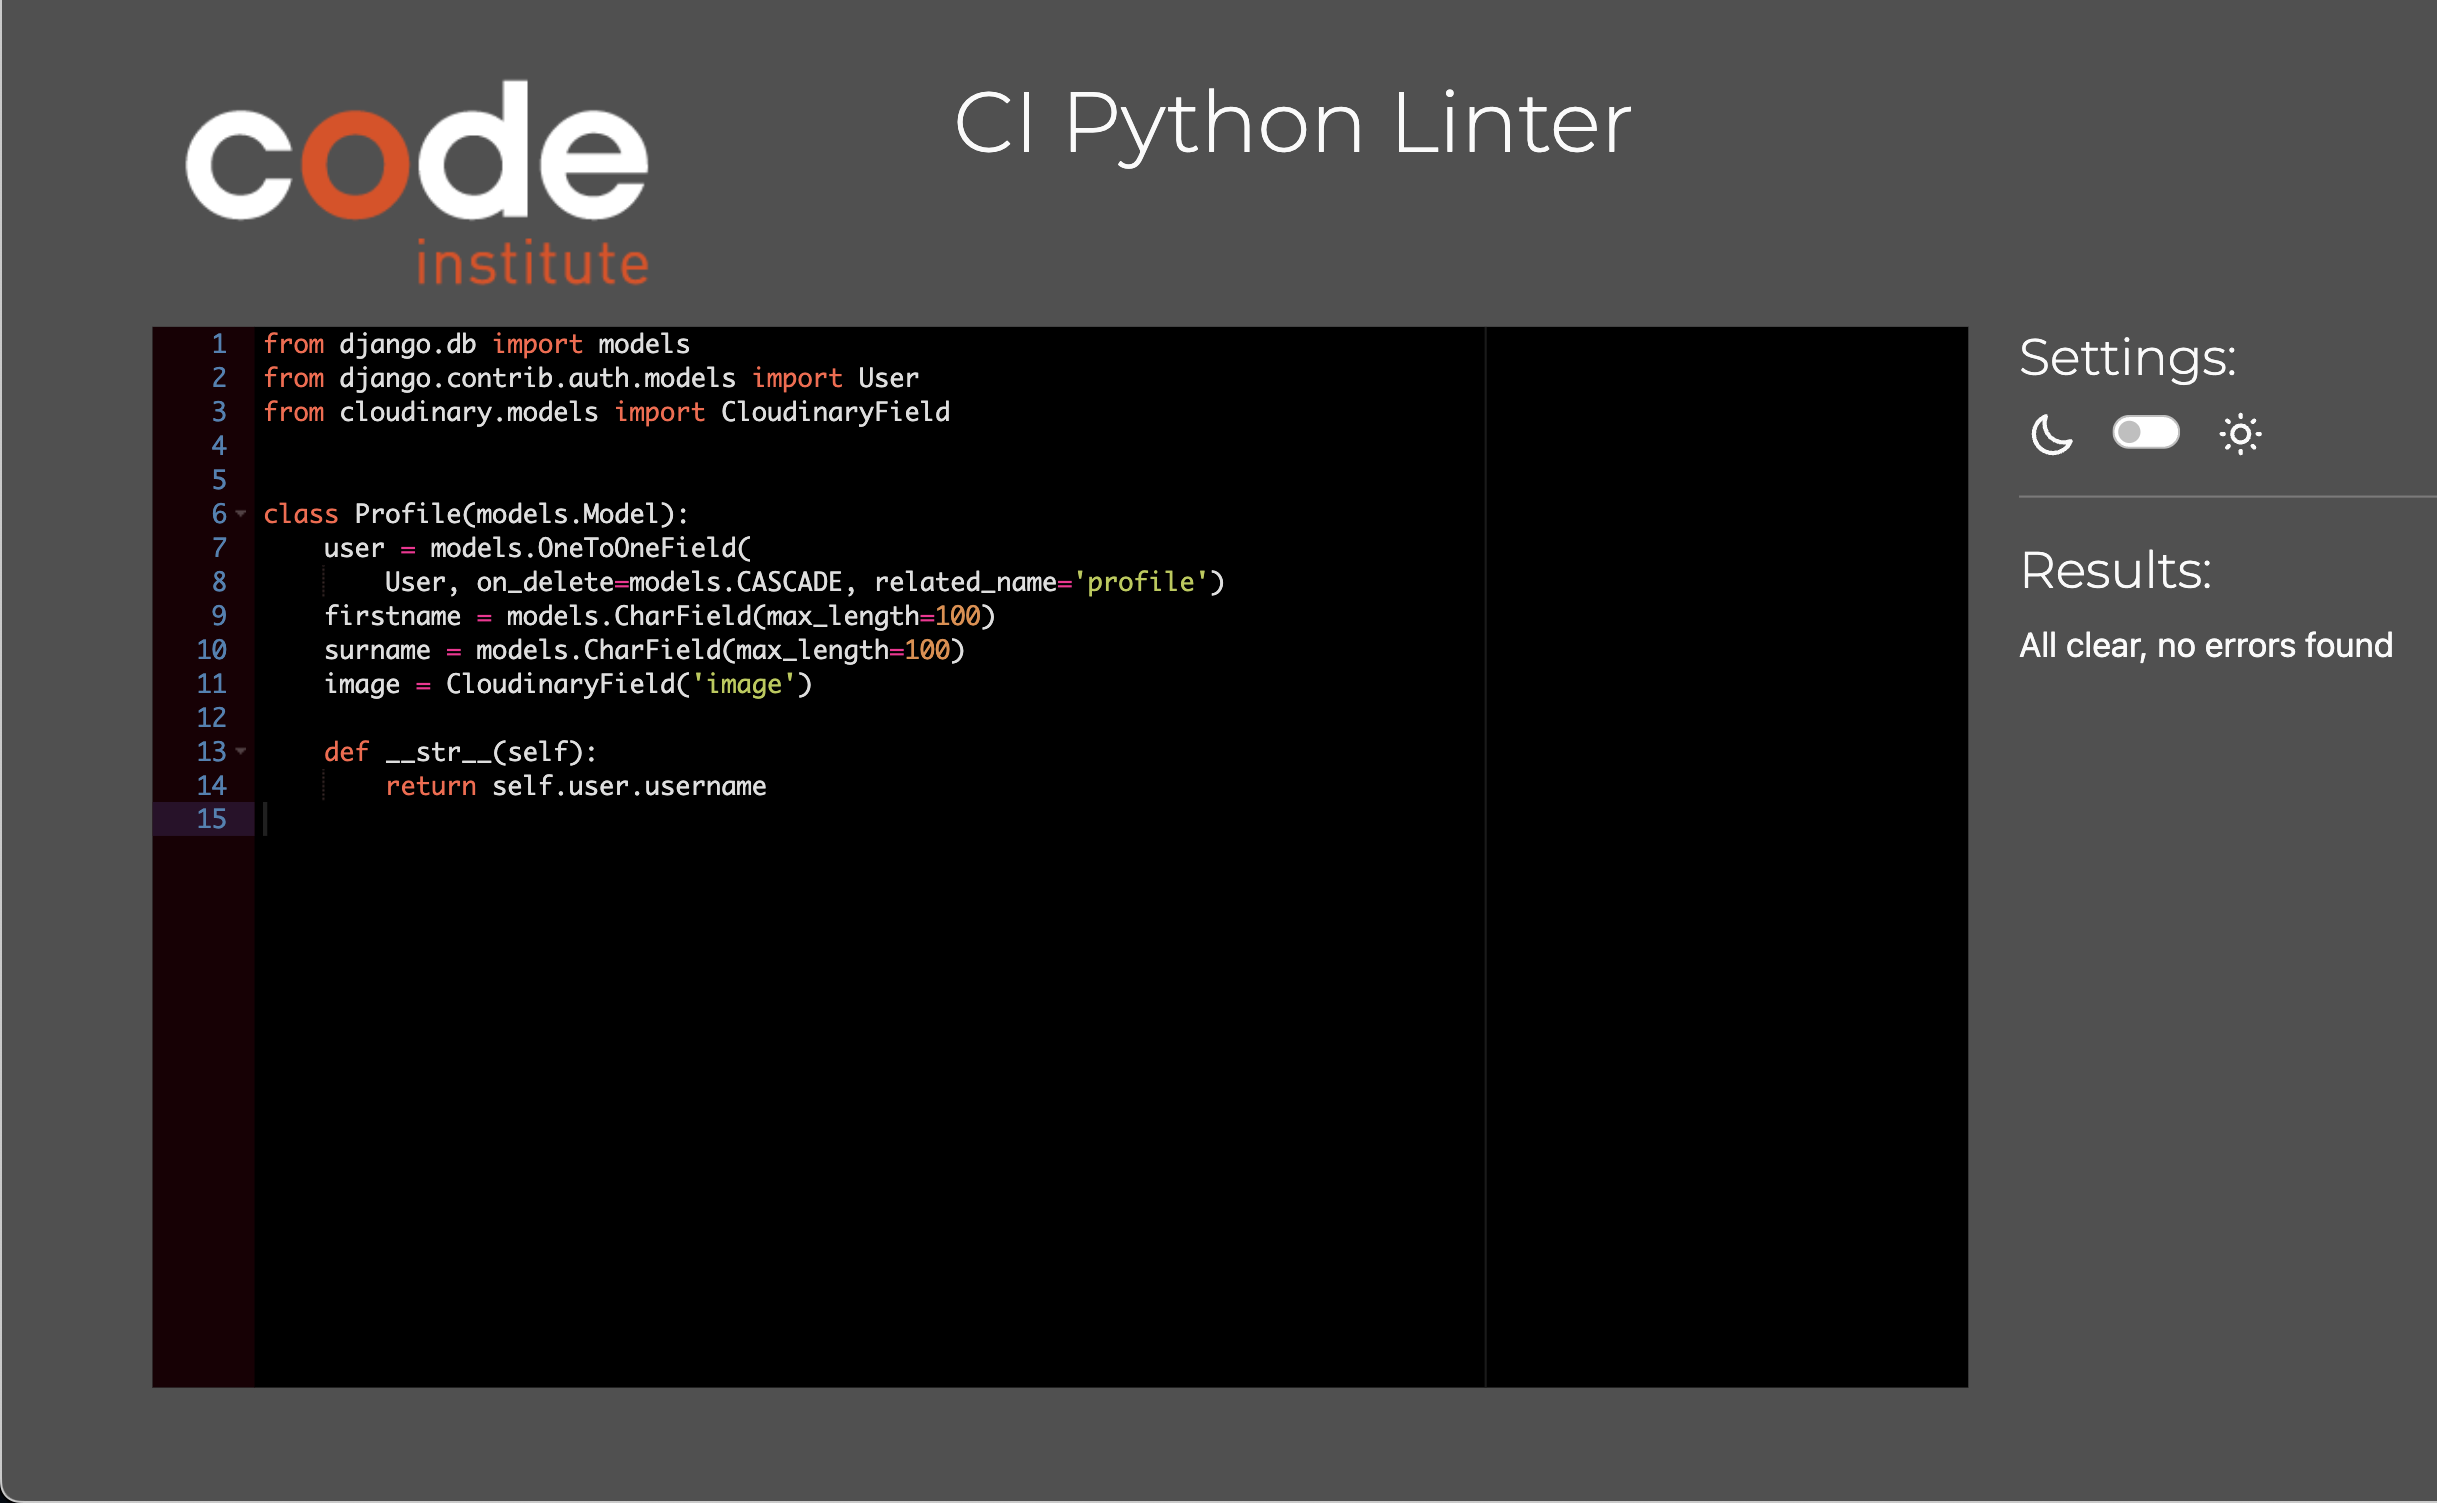 code
institute
CI Python Linter
1 from django.db import models
2 from django.contrib.auth.models import User
3 from cloudinary.models import CloudinaryField
4
5
6 class Profile(models.Model):
7     user = models.OneToOneField(
8         User, on_delete=models.CASCADE, related_name='profile')
9     firstname = models.CharField(max_length=100)
10     surname = models.CharField(max_length=100)
11     image = CloudinaryField('image')
12
13     def __str__(self):
14         return self.user.username
15
Settings:
Results:
All clear, no errors found